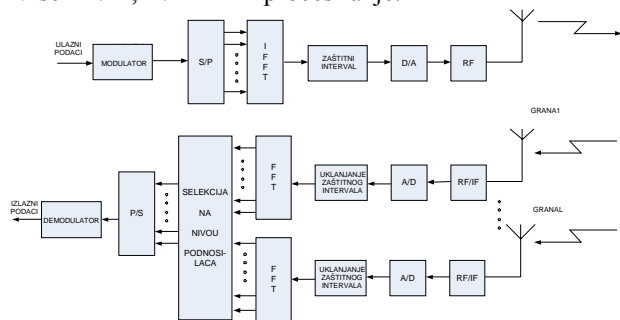 ULAZNI
PODACI
MODULATOR
S/P
I
F
F
T
ZAŠTITNI
INTERVAL
D/A
RF
GRANA1
IZLAZNI
PODACI
DEMODULATOR
P/S
SELEKCIJA
NA
NIVOU
PODNOSI-
LACA
F
F
T
UKLANJANJE
ZAŠTITNOG
INTERVALA
A/D
RF/IF
GRANAL
F
F
T
UKLANJANJE
ZAŠTITNOG
INTERVALA
A/D
RF/IF